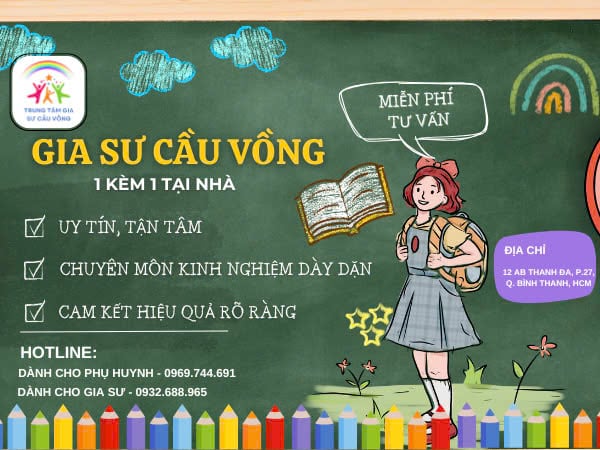 TRUNG TÂM GIA
SƯ CẦU VỒNG
MIỄN PHÍ
TƯ VẤN
GIA SƯ CẦU VỒNG
1 KÈM 1 TẠI NHÀ
UY TÍN, TẬN TÂM
CHUYÊN MÔN KINH NGHIỆM DÀY DẶN
CAM KẾT HIỆU QUẢ RÕ RÀNG
ĐỊA CHỈ
12 AB THANH ĐA, P.27,
Q. BÌNH THẠNH, HCM
HOTLINE:
DÀNH CHO PHỤ HUYNH - 0969.744.691
DÀNH CHO GIA SƯ - 0932.688.965